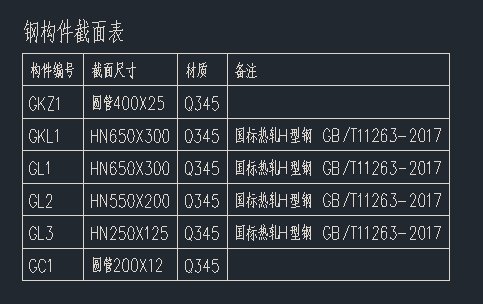 钢构件截面表
构件编号 截面尺寸 材质 备注
GKZ1 圆管400X25 Q345
GKL1 HN650X300 Q345 国标热轧H型钢 GB/T11263-2017
GL1 HN650X300 Q345 国标热轧H型钢 GB/T11263-2017
GL2 HN550X200 Q345 国标热轧H型钢 GB/T11263-2017
GL3 HN250X125 Q345 国标热轧H型钢 GB/T11263-2017
GC1 圆管200X12 Q345